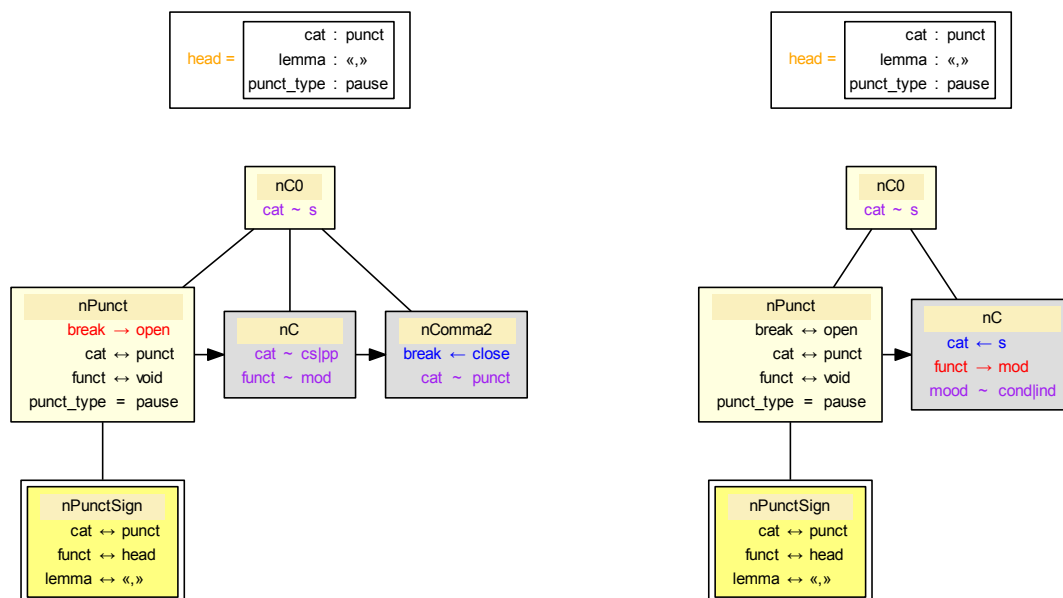 head =
cat : punct
lemma : «,»
punct_type : pause
nC0
cat ~ s
nPunct
break → open
cat ↔ punct
funct ↔ void
punct_type = pause
nC
cat ~ cs|pp
funct ~ mod
nComma2
break ← close
cat ~ punct
nPunctSign
cat ↔ punct
funct ↔ head
lemma ↔ «,»
head =
cat : punct
lemma : «,»
punct_type : pause
nC0
cat ~ s
nPunct
break ↔ open
cat ↔ punct
funct ↔ void
punct_type = pause
nC
cat ← s
funct → mod
mood ~ cond|ind
nPunctSign
cat ↔ punct
funct ↔ head
lemma ↔ «,»